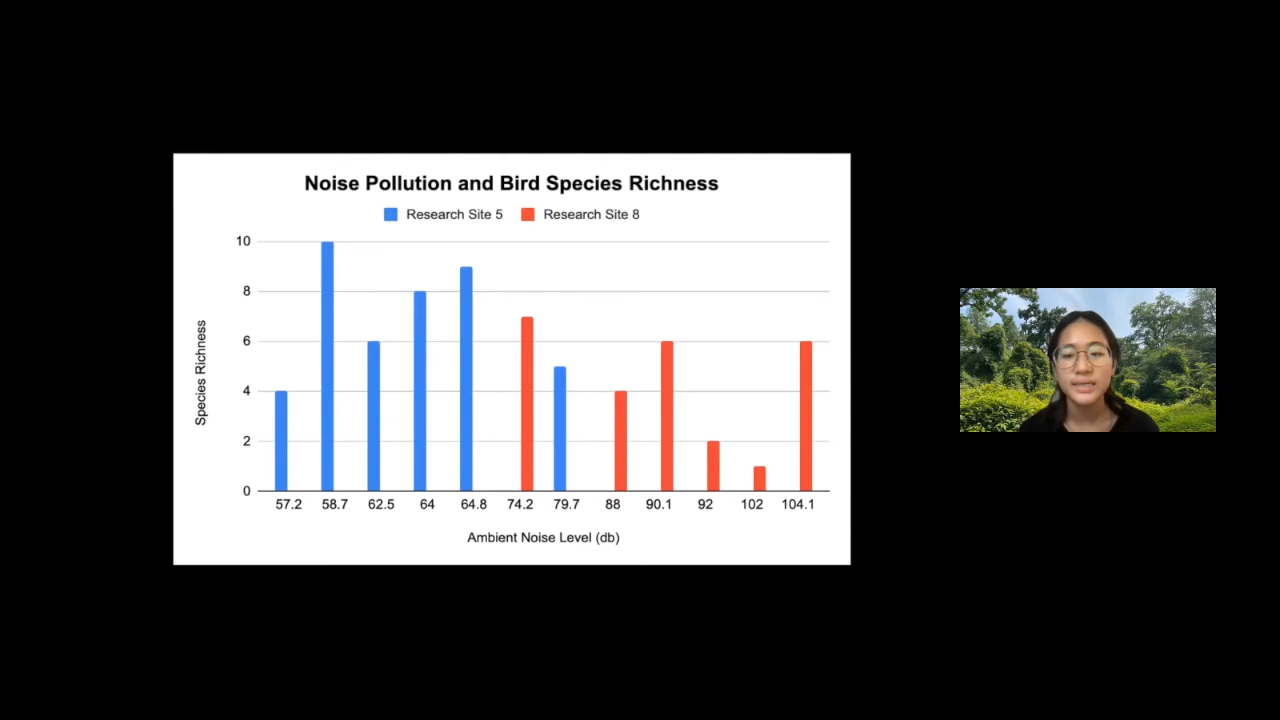 Noise Pollution and Bird Species Richness
Research Site 5 Research Site 8
10
8
6
4
2
0
Species Richness
57.2 58.7 62.5 64 64.8 74.2 79.7 88 90.1 92 102 104.1
Ambient Noise Level (db)